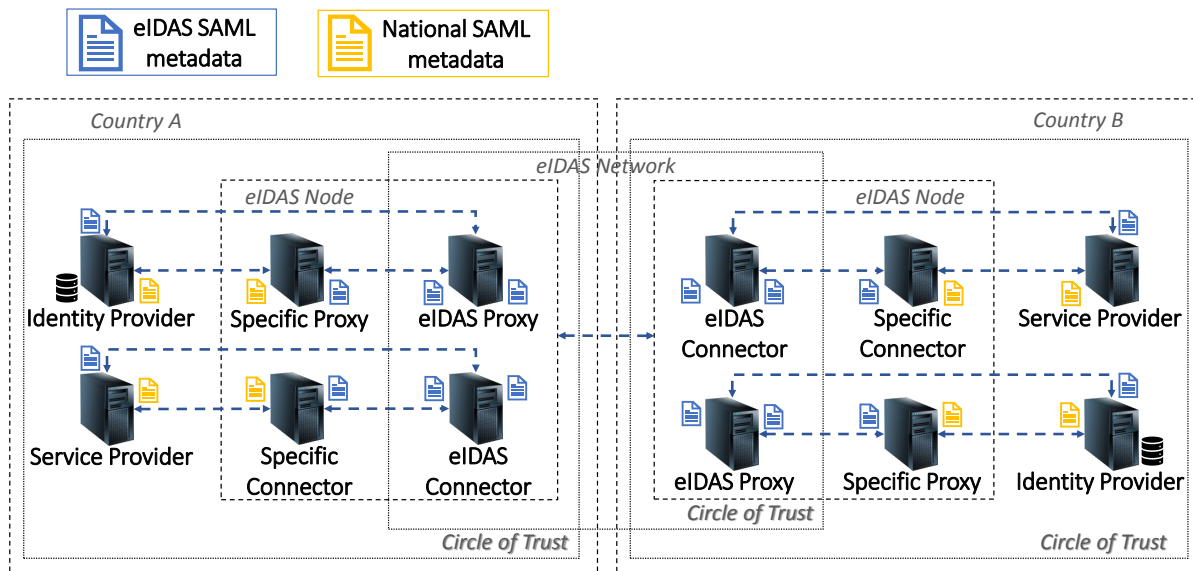 eIDAS SAML
metadata
National SAML
metadata
Country A
Country B
eIDAS Network
eIDAS Node
eIDAS Node
Identity Provider
Specific Proxy
eIDAS Proxy
eIDAS
Connector
Specific
Connector
Service Provider
Service Provider
Specific
Connector
eIDAS
Connector
eIDAS Proxy
Specific Proxy
Identity Provider
Circle of Trust
Circle of Trust
Circle of Trust